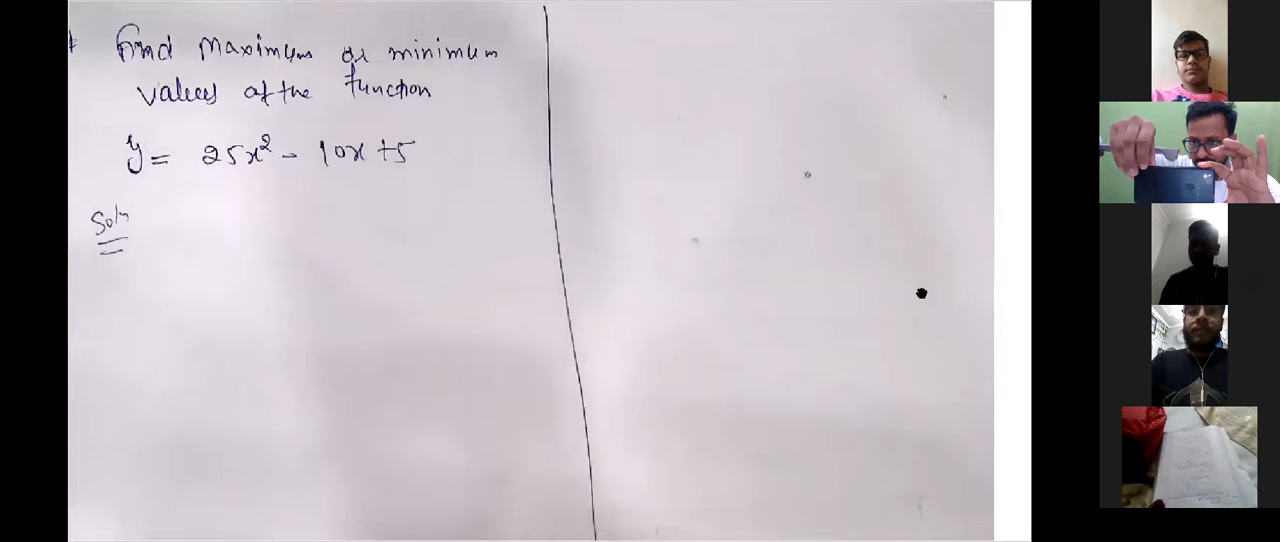 * Find Maximum or minimum
values of the function
y = 25x² - 10x + 5
Soln